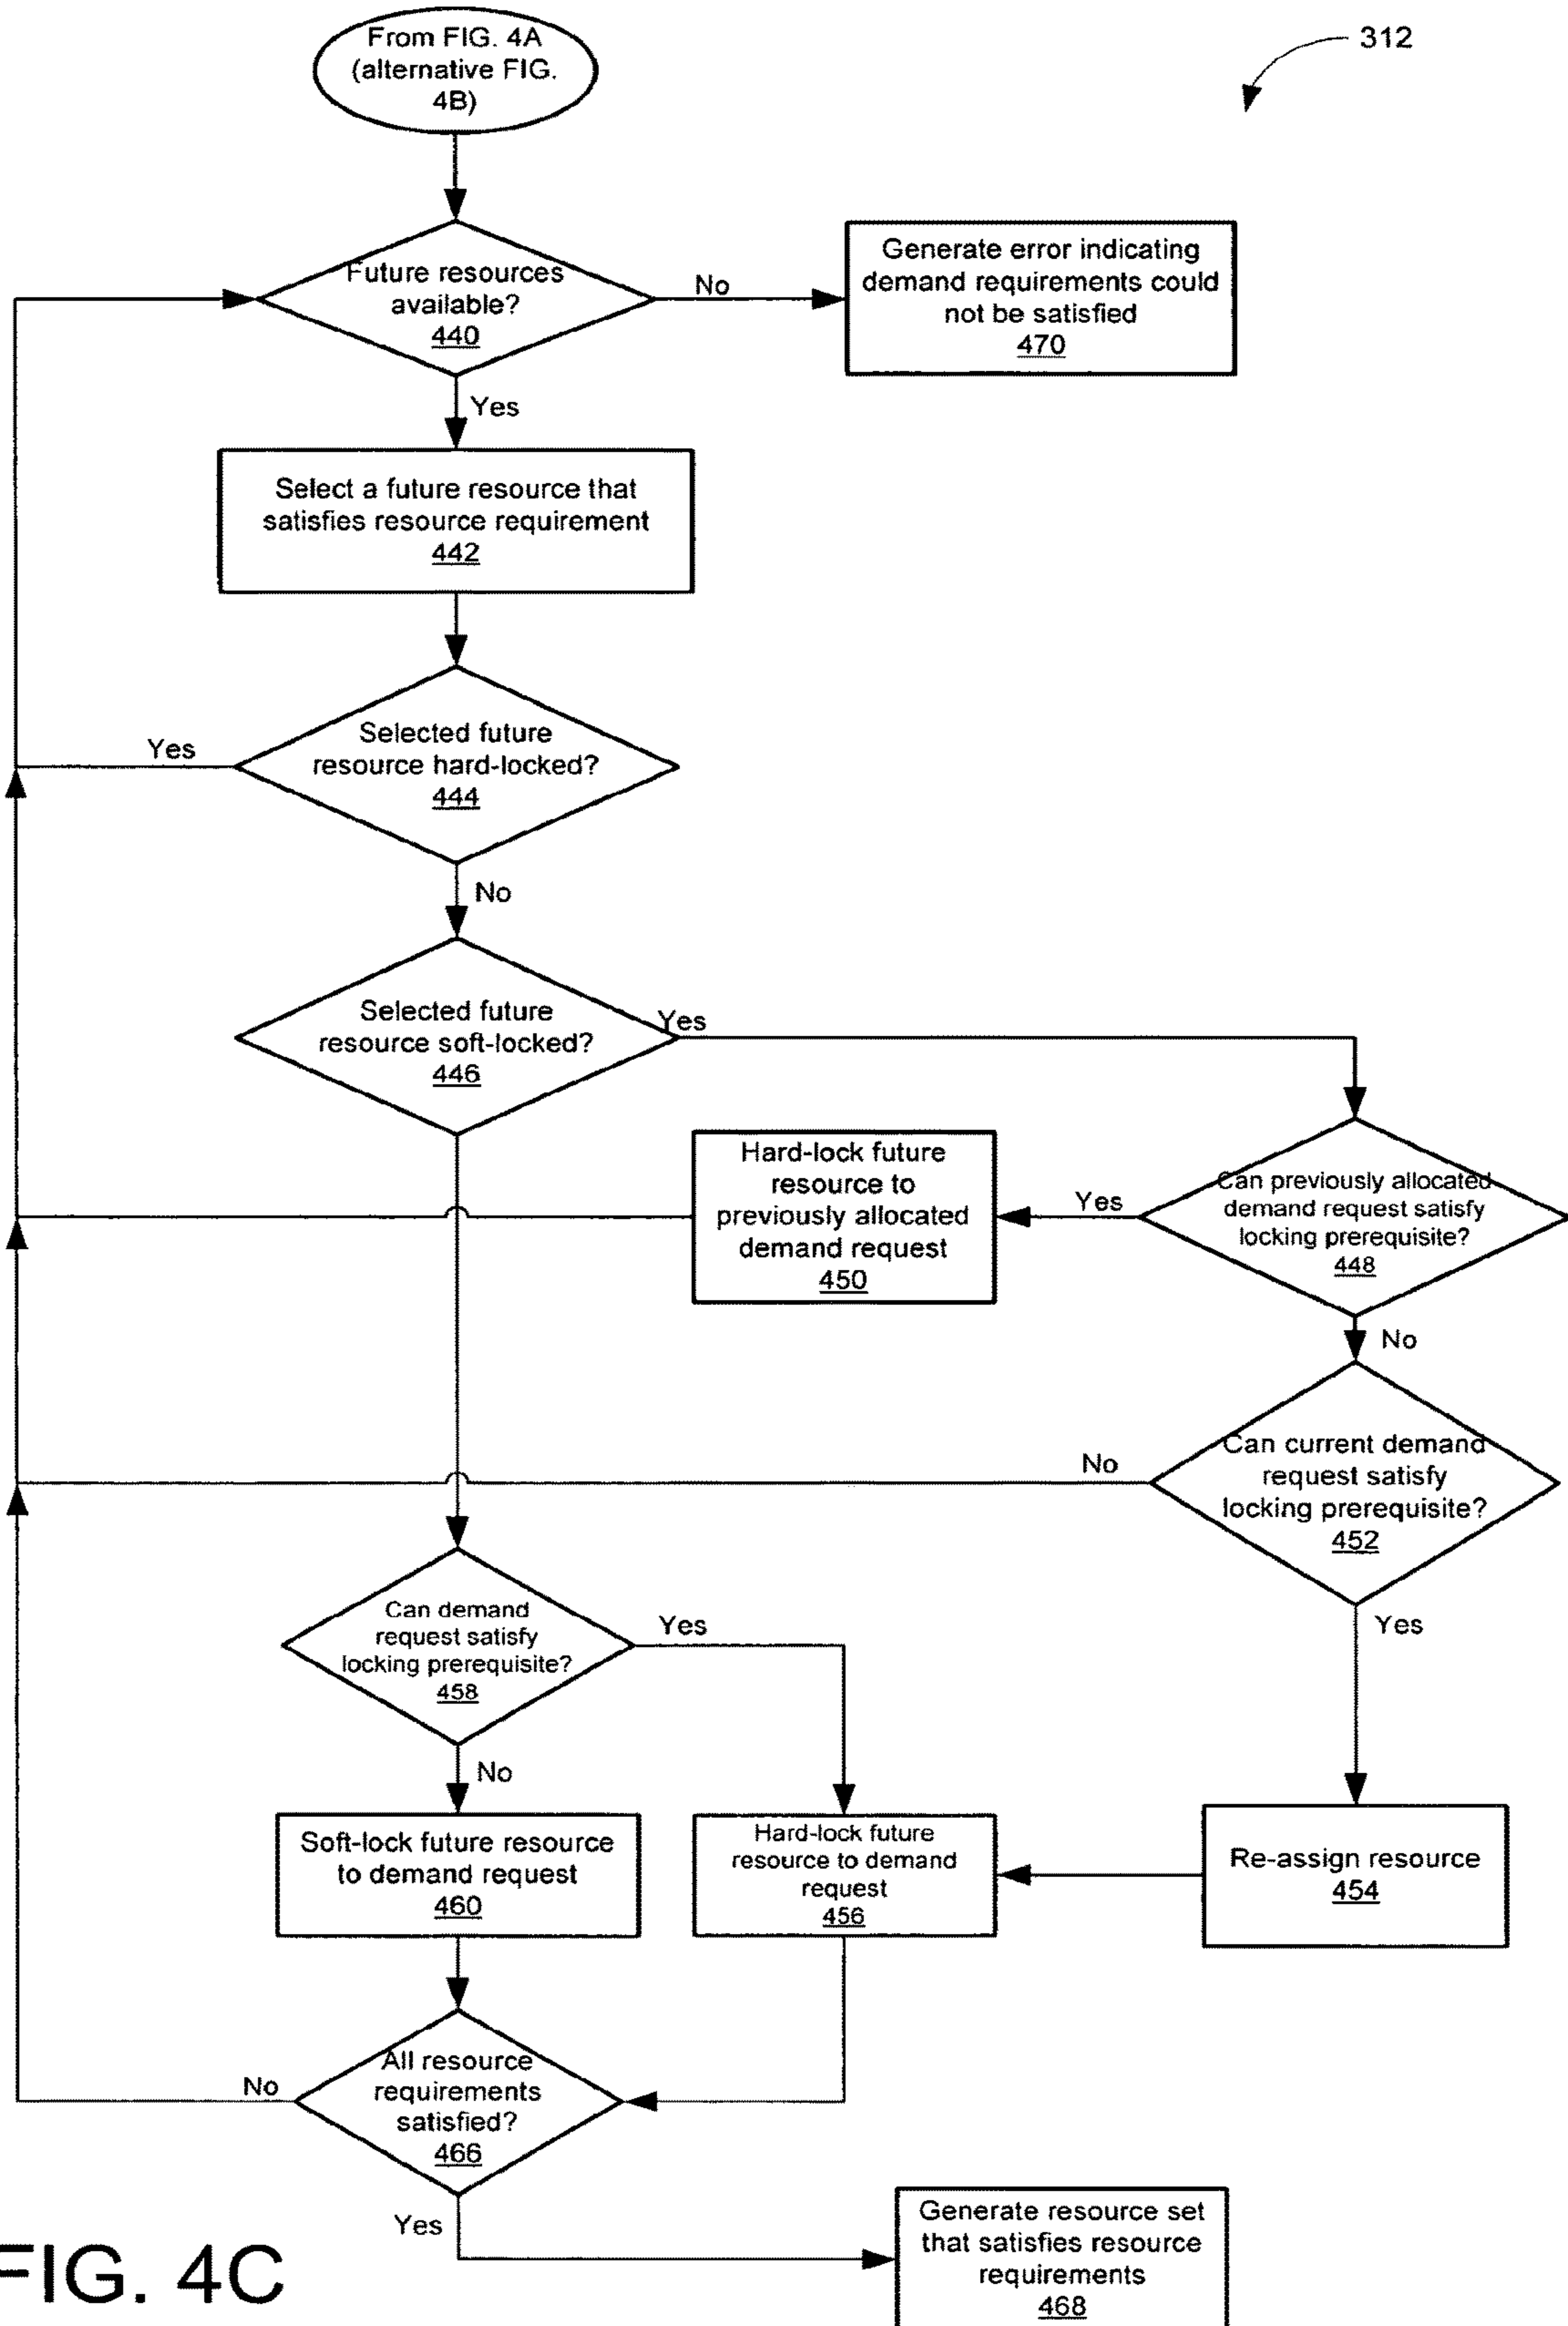 From FIG. 4A
(alternative FIG.
4B)
312
Future resources
available?
440
No
Generate error indicating
demand requirements could
not be satisfied
470
Yes
Select a future resource that
satisfies resource requirement
442
Selected future
resource hard-locked?
444
Yes
No
Selected future
resource soft-locked?
446
Yes
Hard-lock future
resource to
previously allocated
demand request
450
Yes
Can previously allocated
demand request satisfy
locking prerequisite?
448
No
No
Can current demand
request satisfy
locking prerequisite?
452
Yes
Can demand
request satisfy
locking prerequisite?
458
Yes
No
Soft-lock future resource
to demand request
460
Hard-lock future
resource to demand
request
456
Re-assign resource
454
All resource
requirements
satisfied?
466
No
Yes
Generate resource set
that satisfies resource
requirements
468
FIG. 4C